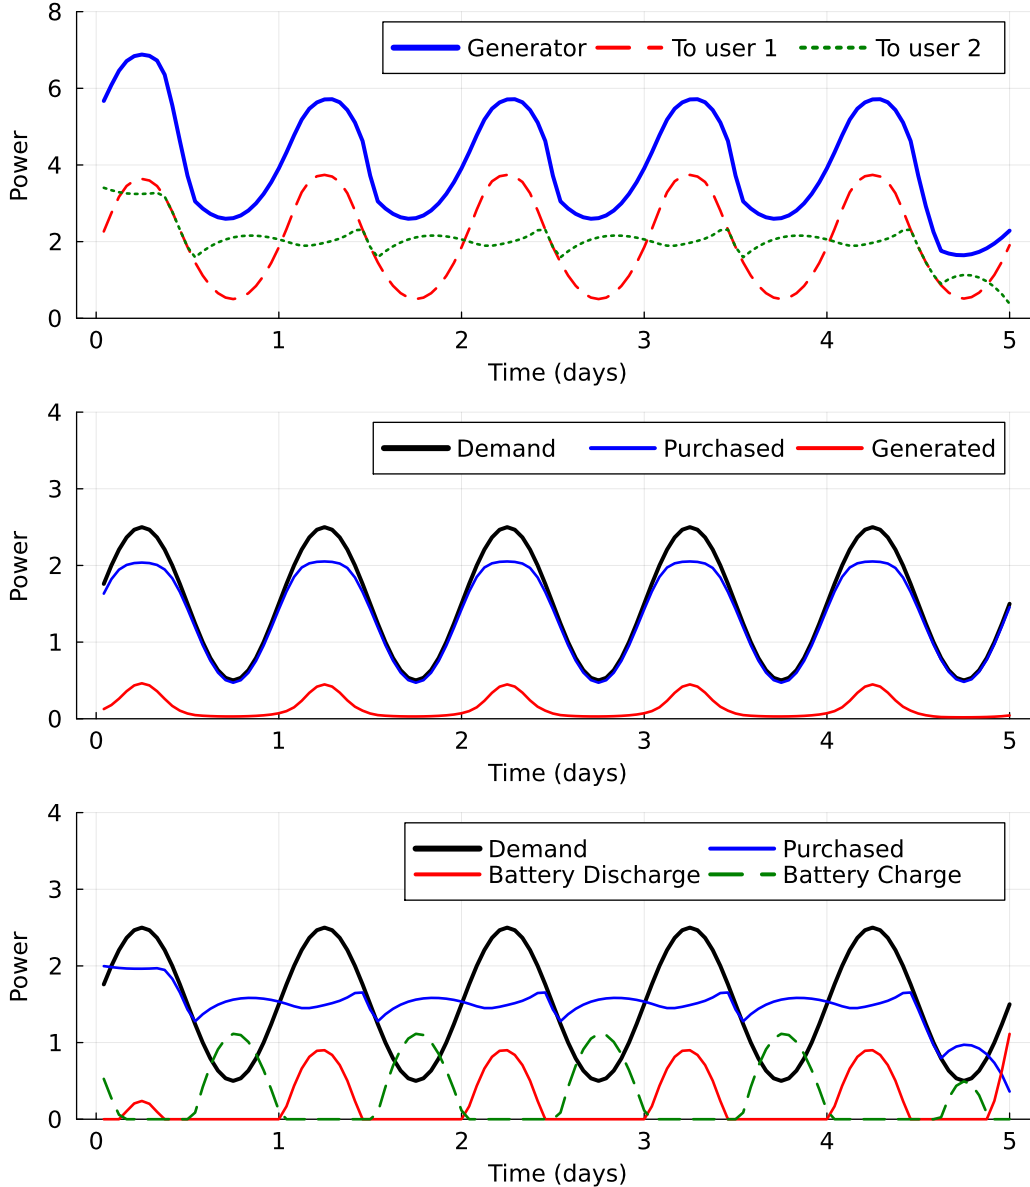 8
6
4
2
0
Power
Generator To user 1 To user 2
0 1 2 3 4 5
Time (days)
4
3
2
1
0
Power
Demand Purchased Generated
0 1 2 3 4 5
Time (days)
4
3
2
1
0
Power
Demand Purchased
Battery Discharge Battery Charge
0 1 2 3 4 5
Time (days)